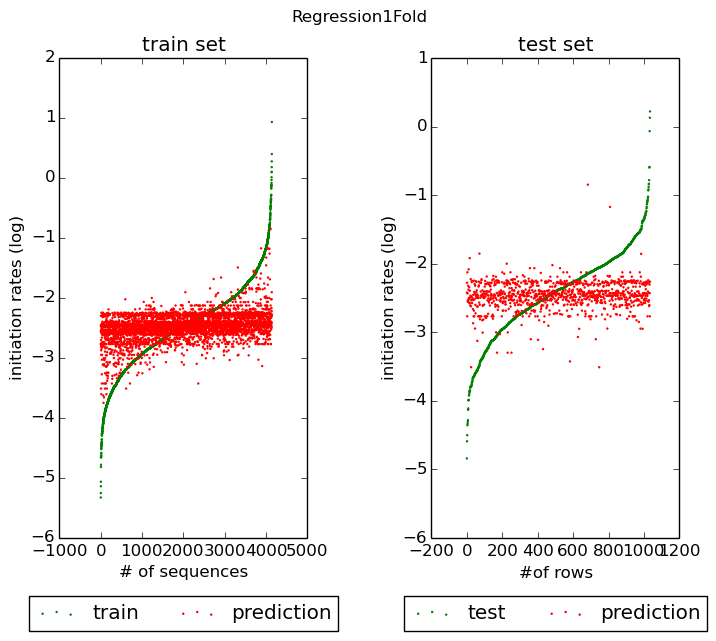 Regression1Fold
train set
test set
initiation rates (log)
2
1
0
−1
−2
−3
−4
−5
−6
−1000
0
1000
2000
3000
4000
5000
# of sequences
initiation rates (log)
1
0
−1
−2
−3
−4
−5
−6
−200
0
200
400
600
800
1000
1200
#of rows
train
prediction
test
prediction